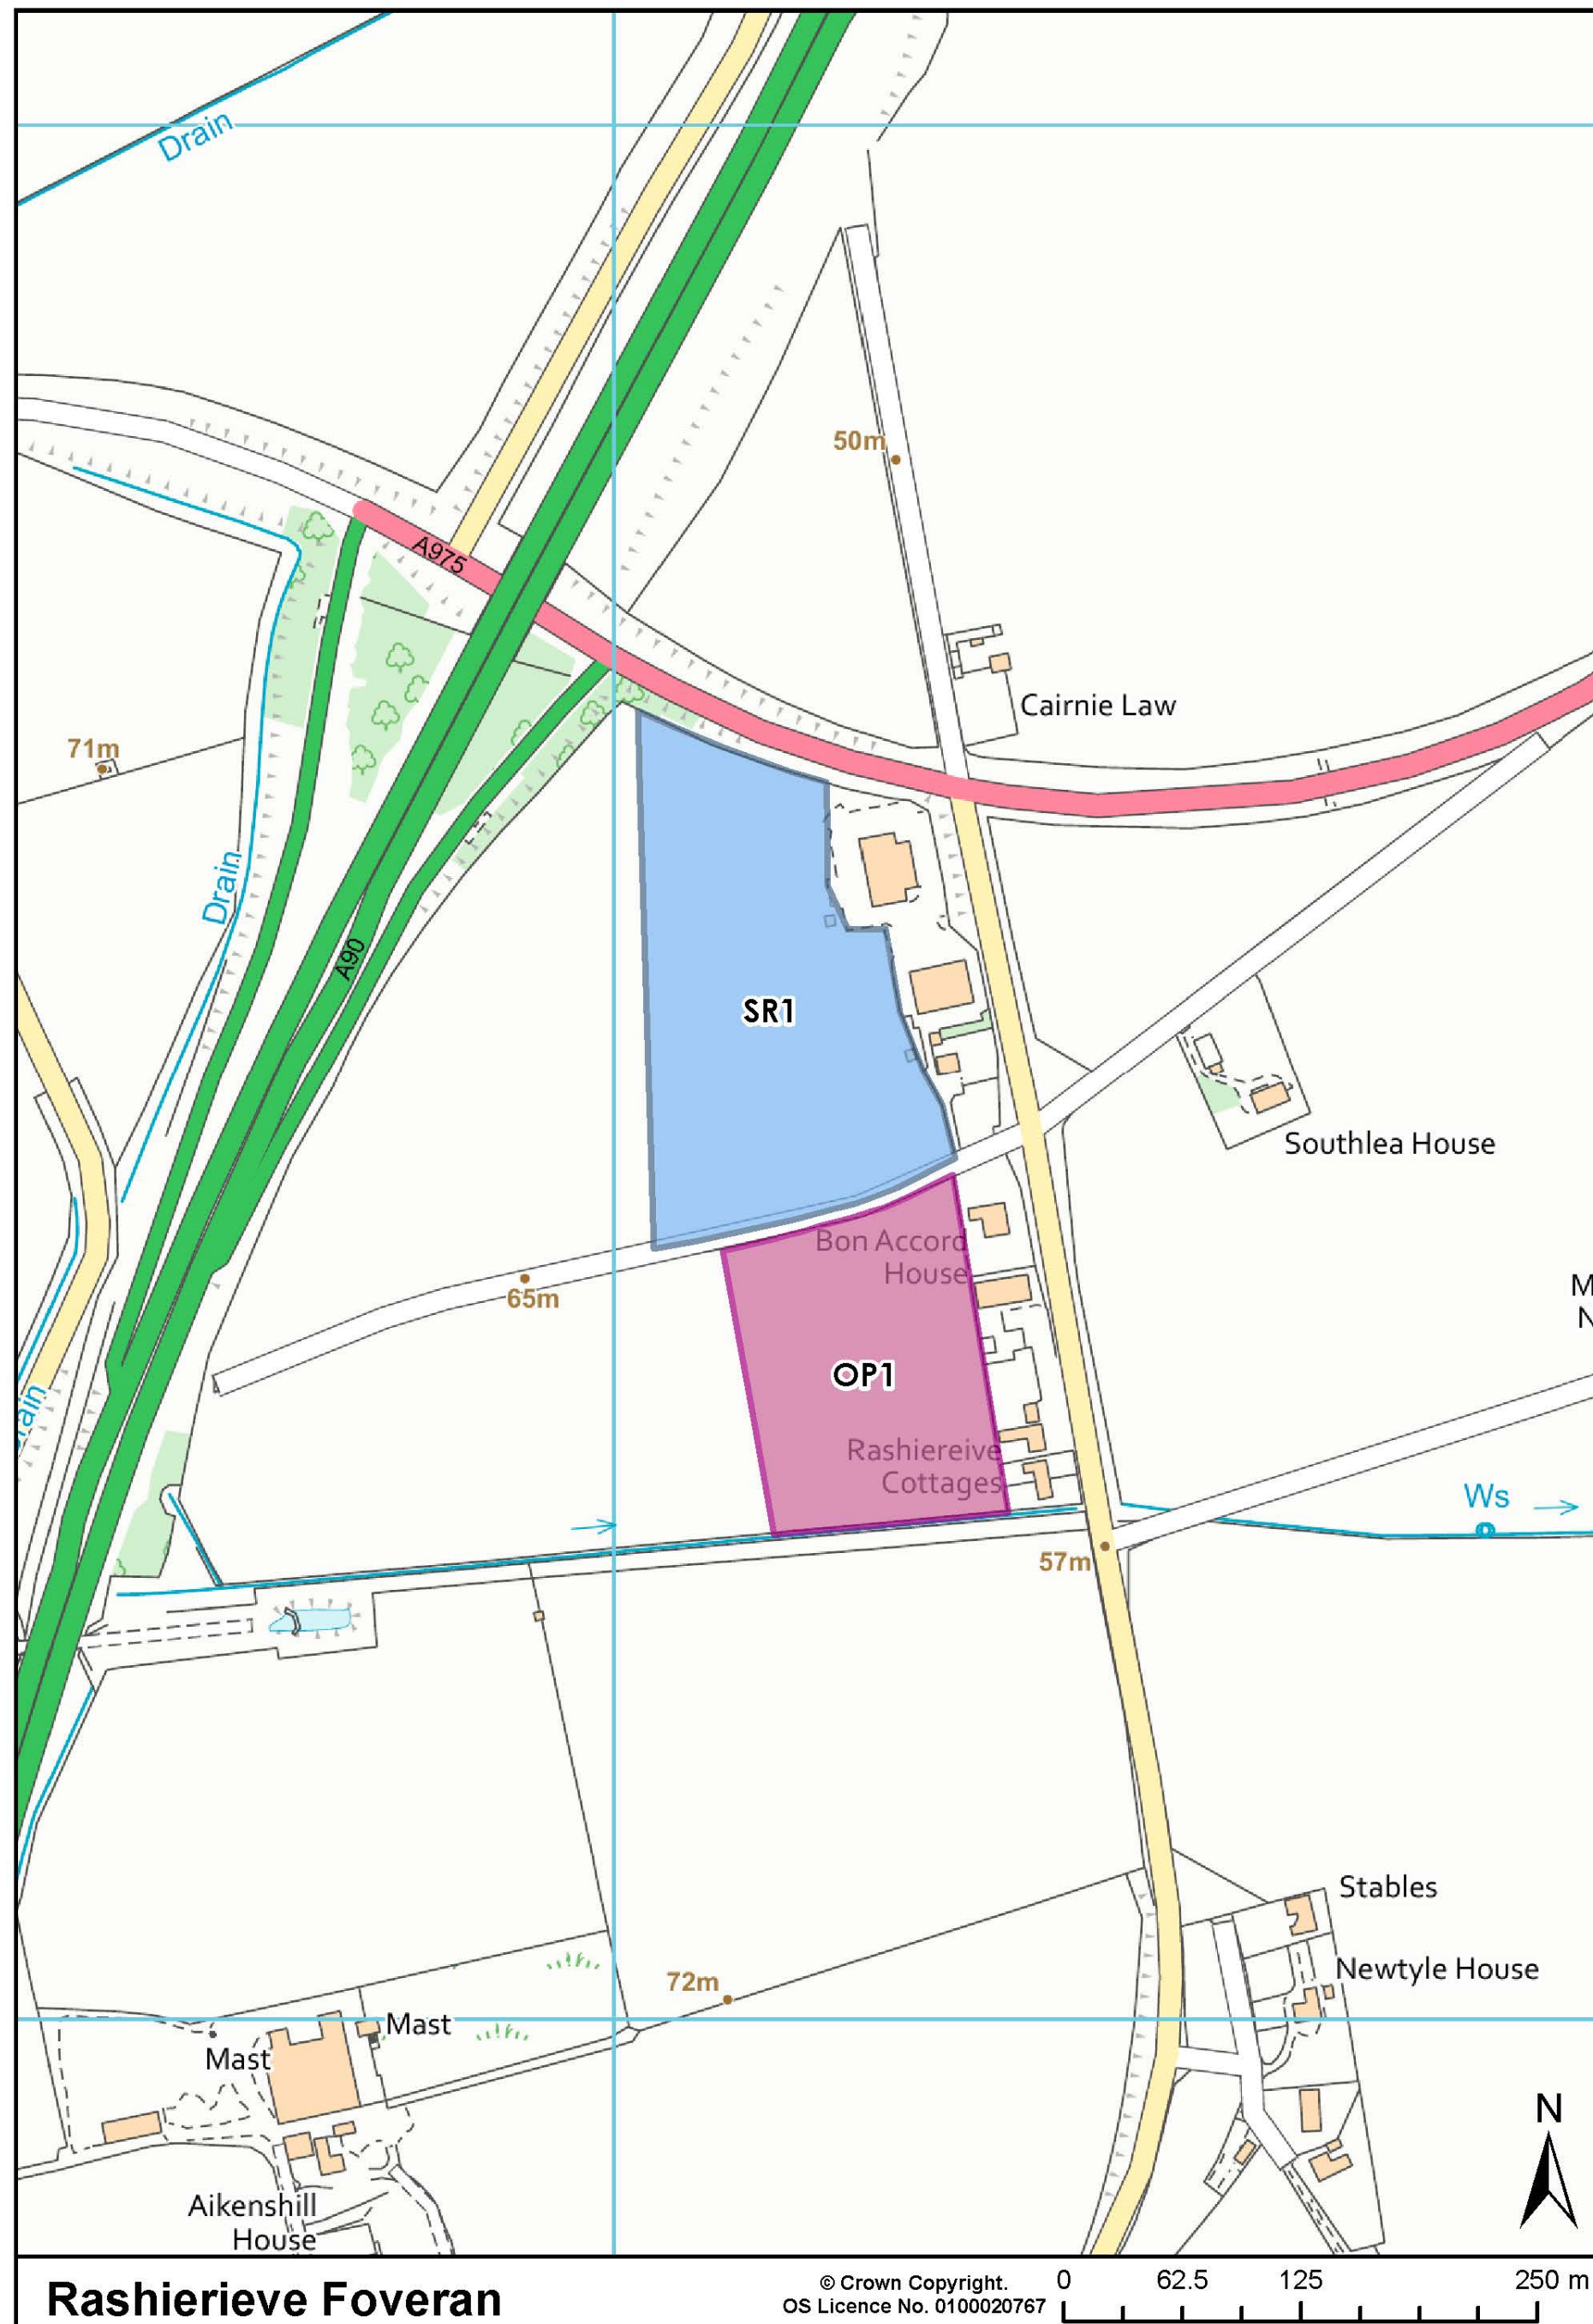 Drain
50m
A975
Cairnie Law
71m
Drain
A90
SR1
Southlea House
Bon Accord
House
65m
M
N
OP1
Rashiereive
Cottages
Ws
57m
Stables
Newtyle House
72m
Mast
Mast
Aikenshill
House
N
Rashierieve Foveran
© Crown Copyright.
OS Licence No. 0100020767
0 62.5 125 250 m